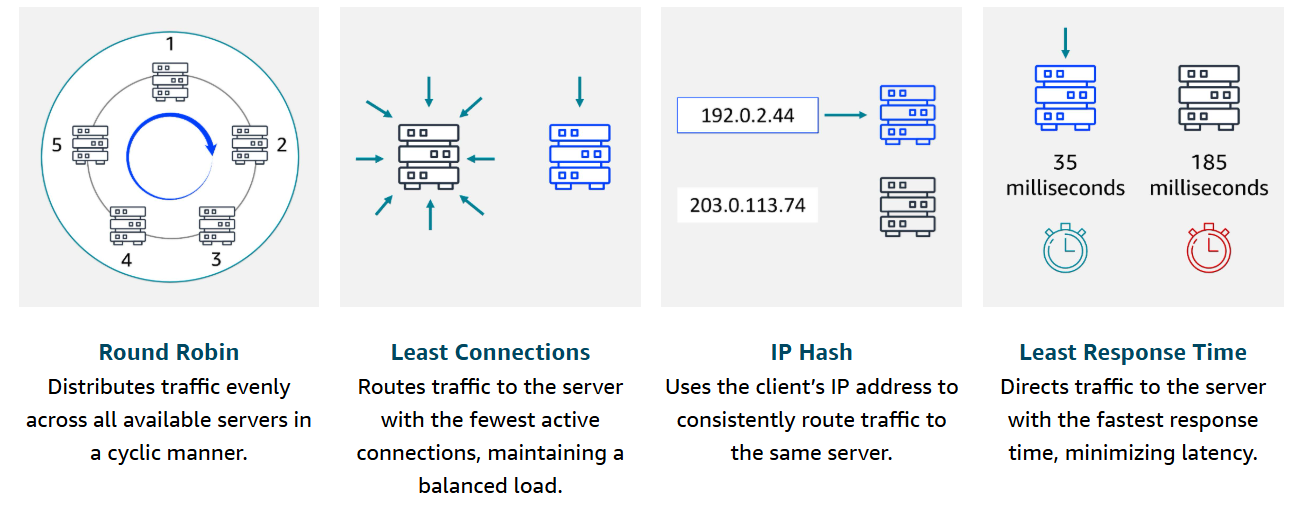 1
5
2
4
3
192.0.2.44
203.0.113.74
35
milliseconds
185
milliseconds
Round Robin
Distributes traffic evenly
across all available servers in
a cyclic manner.
Least Connections
Routes traffic to the server
with the fewest active
connections, maintaining a
balanced load.
IP Hash
Uses the client’s IP address to
consistently route traffic to
the same server.
Least Response Time
Directs traffic to the server
with the fastest response
time, minimizing latency.